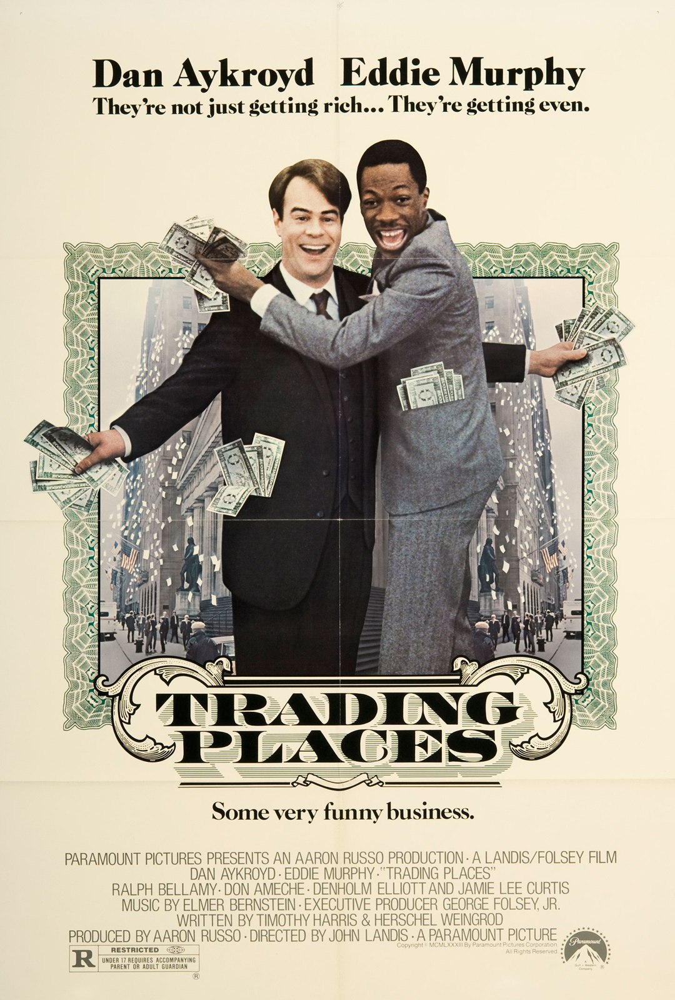 Dan Aykroyd Eddie Murphy
They're not just getting rich... They're getting even.
TRADING
PLACES
Some very funny business.
PARAMOUNT PICTURES PRESENTS AN AARON RUSSO PRODUCTION · A LANDIS/FOLSEY FILM
DAN AYKROYD · EDDIE MURPHY · "TRADING PLACES"
RALPH BELLAMY · DON AMECHE · DENHOLM ELLIOTT AND JAMIE LEE CURTIS
MUSIC BY ELMER BERNSTEIN · EXECUTIVE PRODUCER GEORGE FOLSEY, JR.
WRITTEN BY TIMOTHY HARRIS & HERSCHEL WEINGROD
PRODUCED BY AARON RUSSO · DIRECTED BY JOHN LANDIS · A PARAMOUNT PICTURE
Copyright © MCMLXXXIII By Paramount Pictures Corporation.
All Rights Reserved.
R RESTRICTED
UNDER 17 REQUIRES ACCOMPANYING
PARENT OR ADULT GUARDIAN
®
Paramount
A
Gulf + Western
Company
®